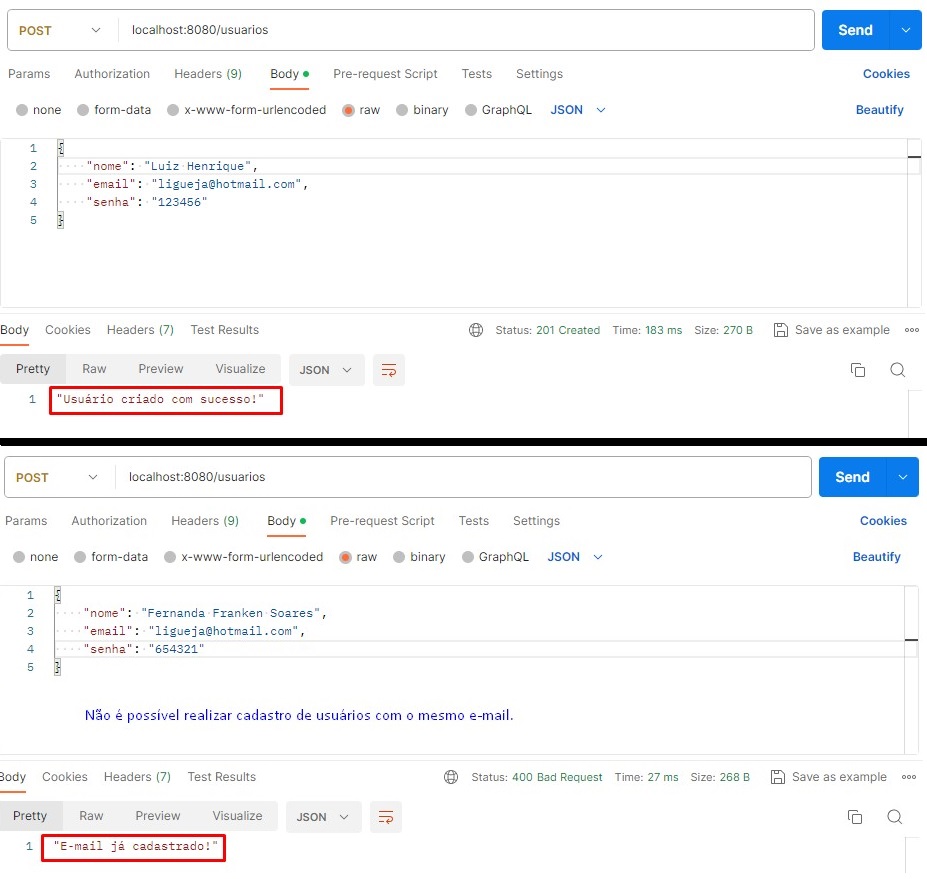 POST localhost:8080/usuarios Send
Params Authorization Headers (9) Body Pre-request Script Tests Settings Cookies
none form-data x-www-form-urlencoded raw binary GraphQL JSON Beautify
1 {
2 "nome": "Luiz Henrique",
3 "email": "ligueja@hotmail.com",
4 "senha": "123456"
5 }
Body Cookies Headers (7) Test Results Status: 201 Created Time: 183 ms Size: 270 B Save as example
Pretty Raw Preview Visualize JSON
1 "Usuário criado com sucesso!"
POST localhost:8080/usuarios Send
Params Authorization Headers (9) Body Pre-request Script Tests Settings Cookies
none form-data x-www-form-urlencoded raw binary GraphQL JSON Beautify
1 {
2 "nome": "Fernanda Franken Soares",
3 "email": "ligueja@hotmail.com",
4 "senha": "654321"
5 }
Não é possível realizar cadastro de usuários com o mesmo e-mail.
Body Cookies Headers (7) Test Results Status: 400 Bad Request Time: 27 ms Size: 268 B Save as example
Pretty Raw Preview Visualize JSON
1 "E-mail já cadastrado!"